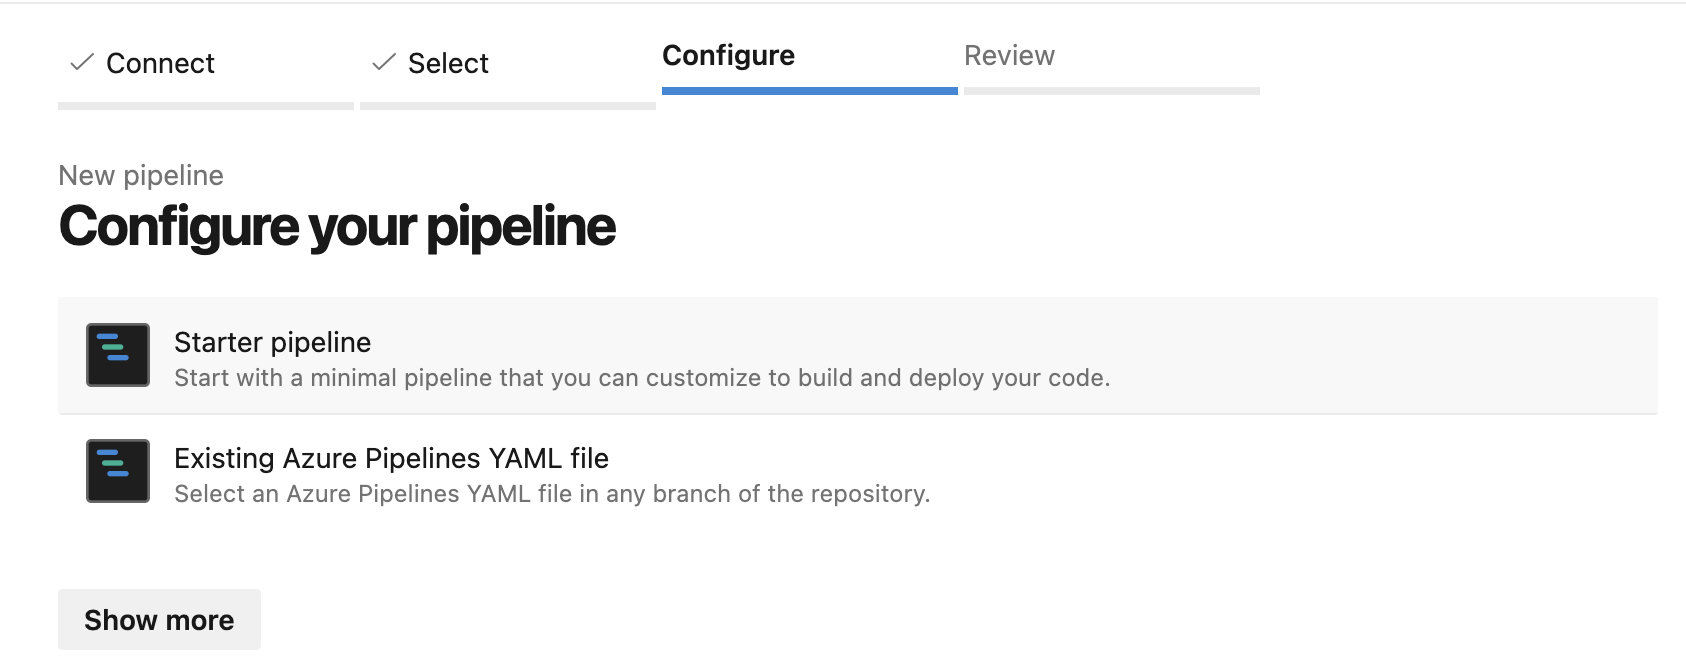 Connect
Select
Configure
Review
New pipeline
Configure your pipeline
Starter pipeline
Start with a minimal pipeline that you can customize to build and deploy your code.
Existing Azure Pipelines YAML file
Select an Azure Pipelines YAML file in any branch of the repository.
Show more